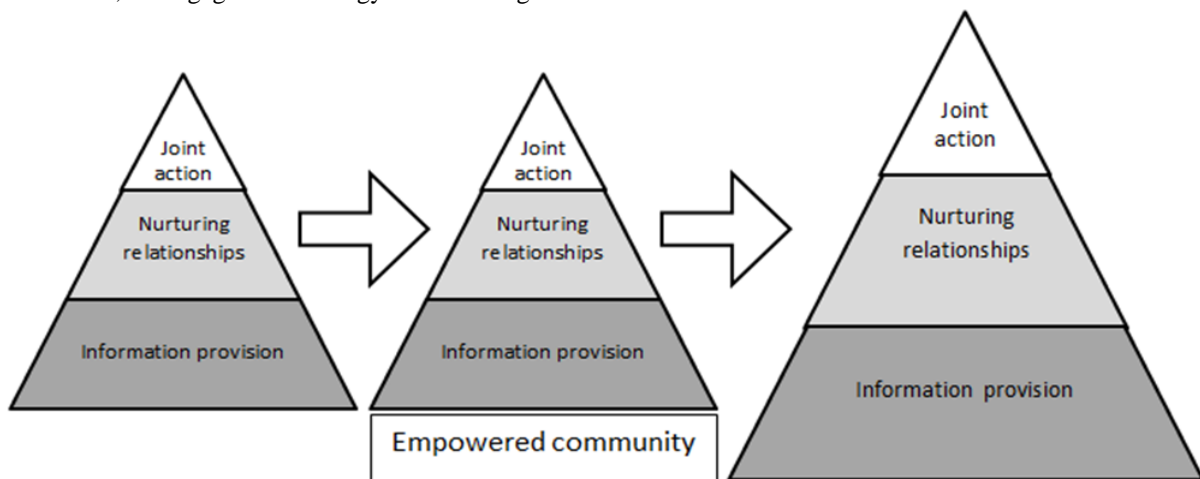 Joint
action
Nurturing
relationships
Information provision
Joint
action
Nurturing
relationships
Information provision
Empowered community
Joint
action
Nurturing
relationships
Information provision